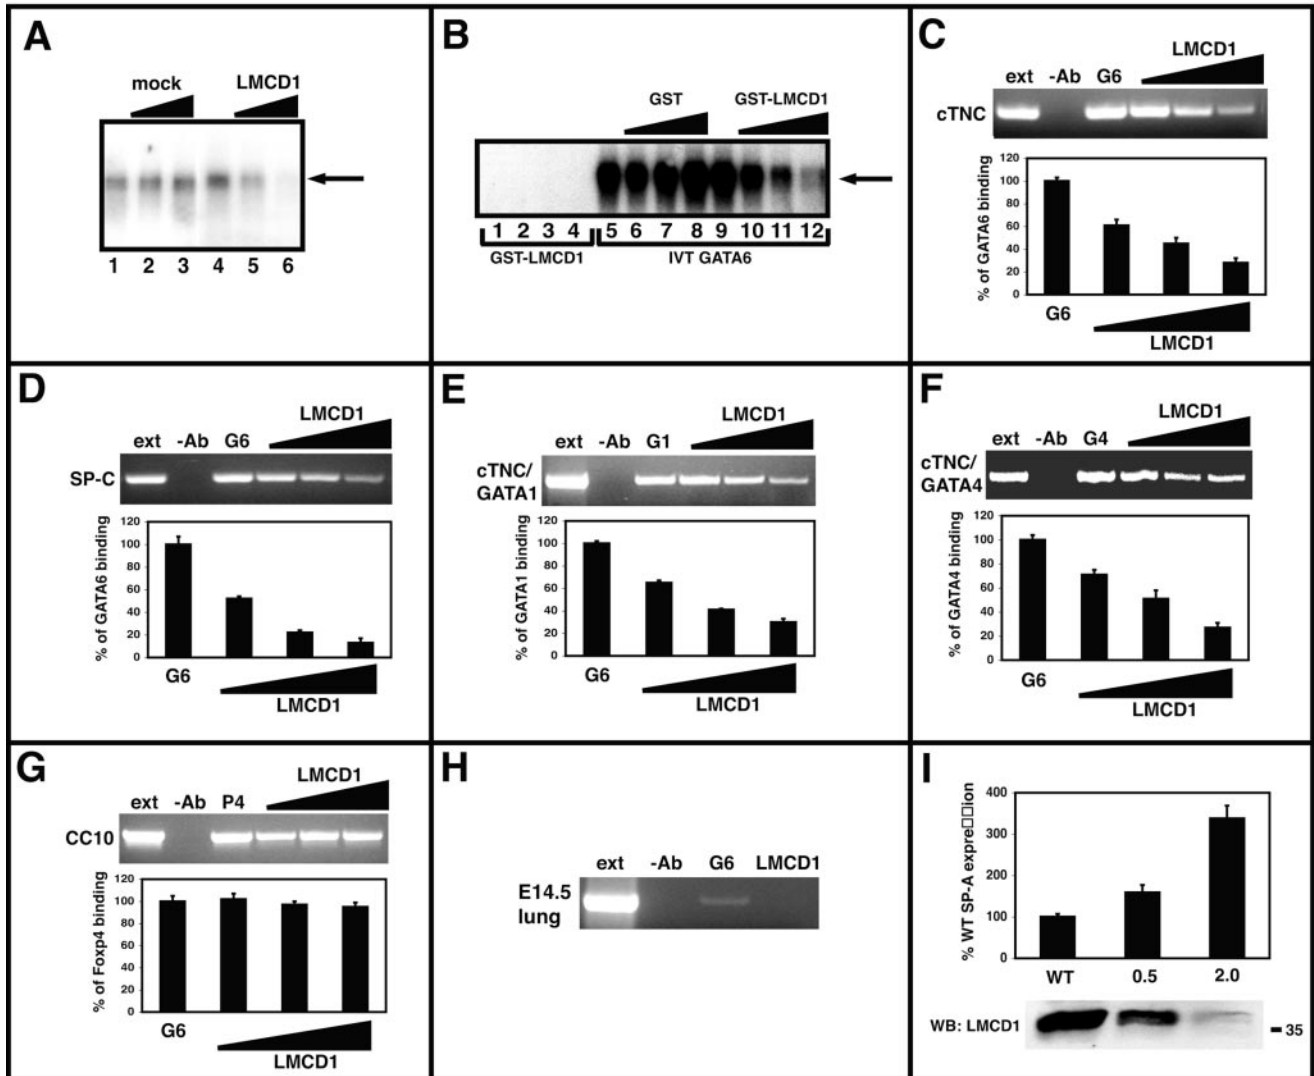 A
mock LMCD1
1 2 3 4 5 6
B
GST GST-LMCD1
1 2 3 4 5 6 7 8 9 10 11 12
GST-LMCD1 IVT GATA6
C
LMCD1
ext -Ab G6
cTNC
120
100
80
60
40
20
0
% of GATA6 binding
G6
LMCD1
D
LMCD1
ext -Ab G6
SP-C
120
100
80
60
40
20
0
% of GATA6 binding
G6
LMCD1
E
LMCD1
ext -Ab G1
cTNC/
GATA1
120
100
80
60
40
20
0
% of GATA1 binding
G6
LMCD1
F
LMCD1
ext -Ab G4
cTNC/
GATA4
120
100
80
60
40
20
0
% of GATA4 binding
G6
LMCD1
G
LMCD1
ext -Ab P4
CC10
120
100
80
60
40
20
0
% of Foxp4 binding
G6
LMCD1
H
ext -Ab G6 LMCD1
E14.5
lung
I
400
300
200
100
0
% WT SP-A expre□□ion
WT 0.5 2.0
WB: LMCD1
35